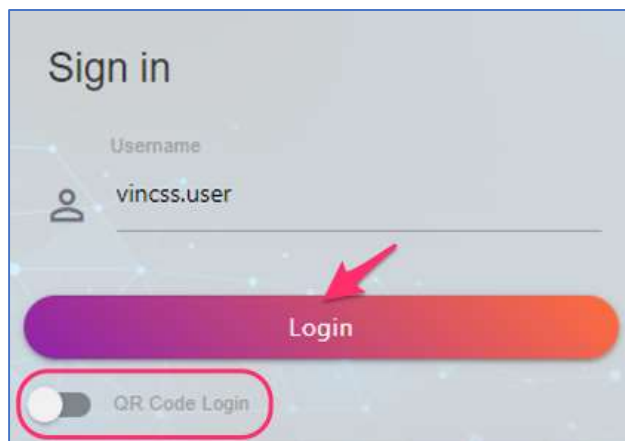 Sign in
Username
vincss.user
Login
QR Code Login